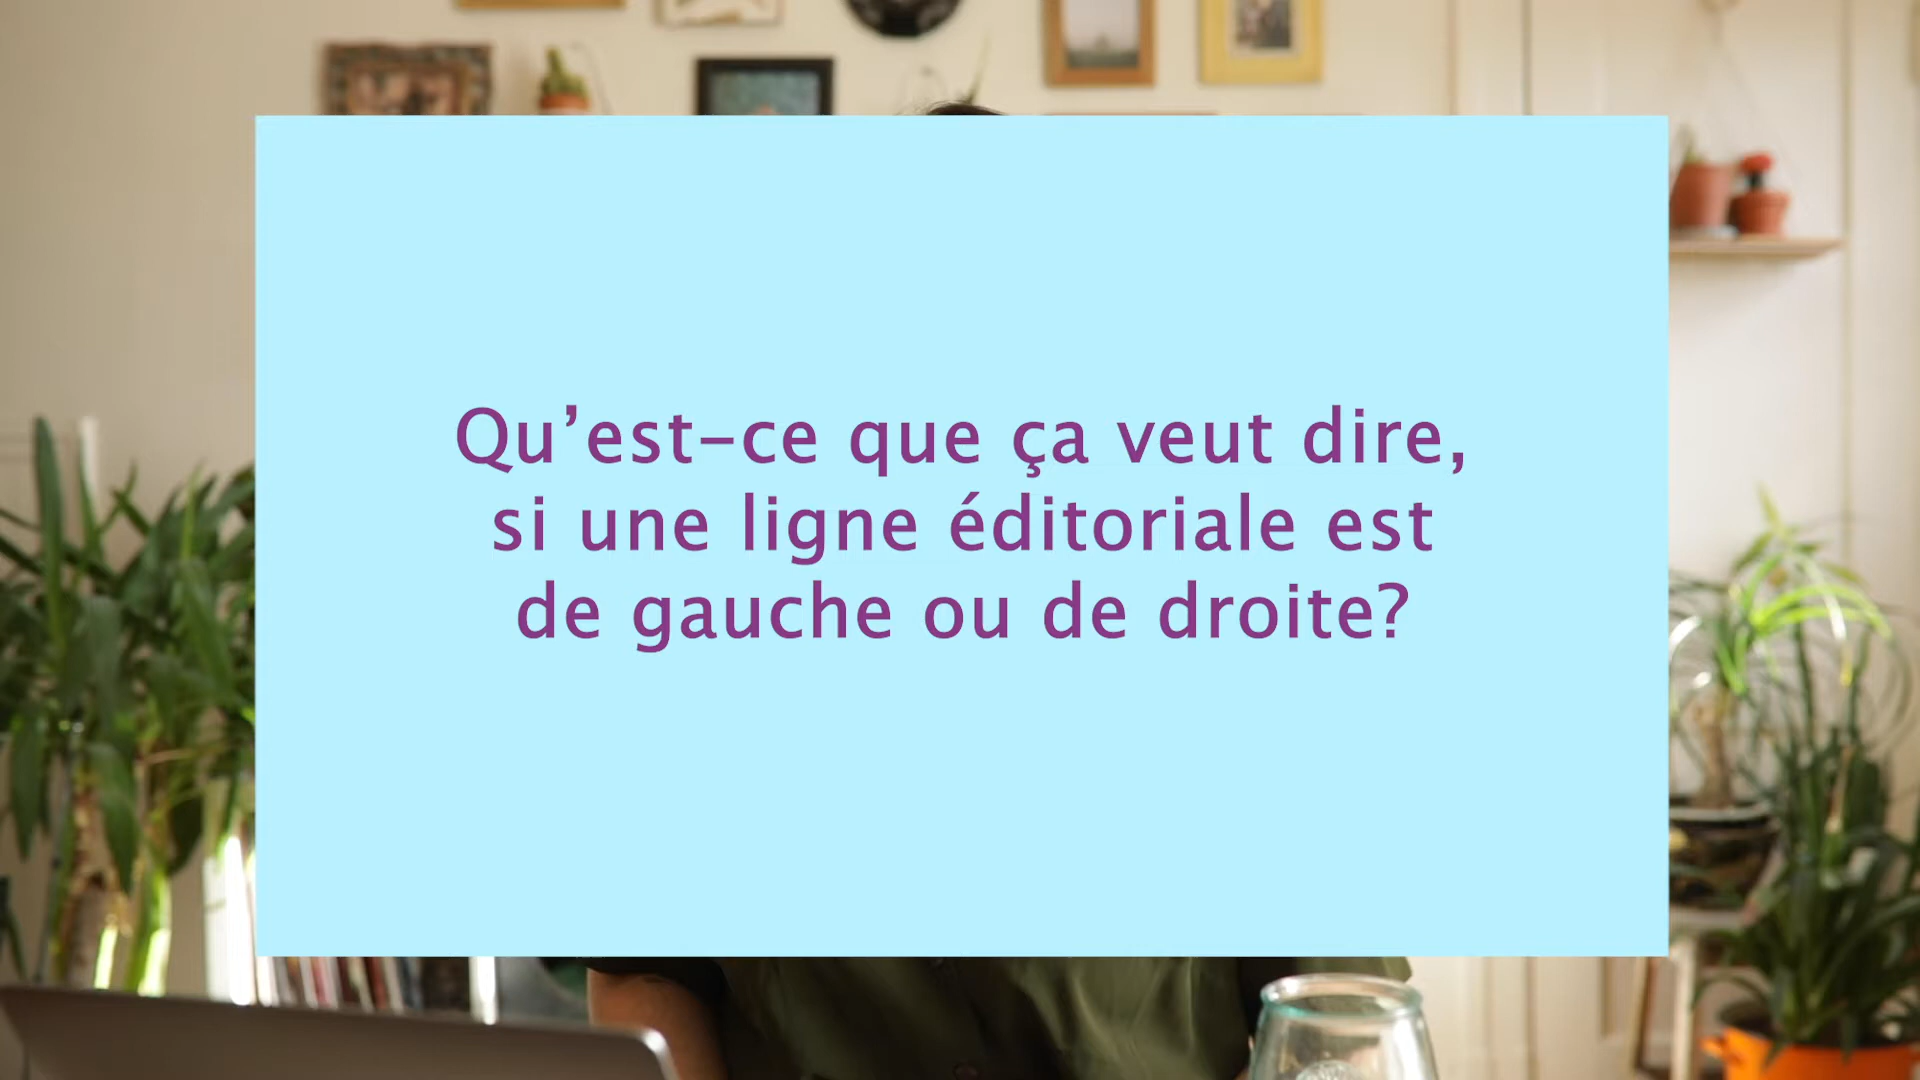 Qu’est-ce que ça veut dire,
si une ligne éditoriale est
de gauche ou de droite?